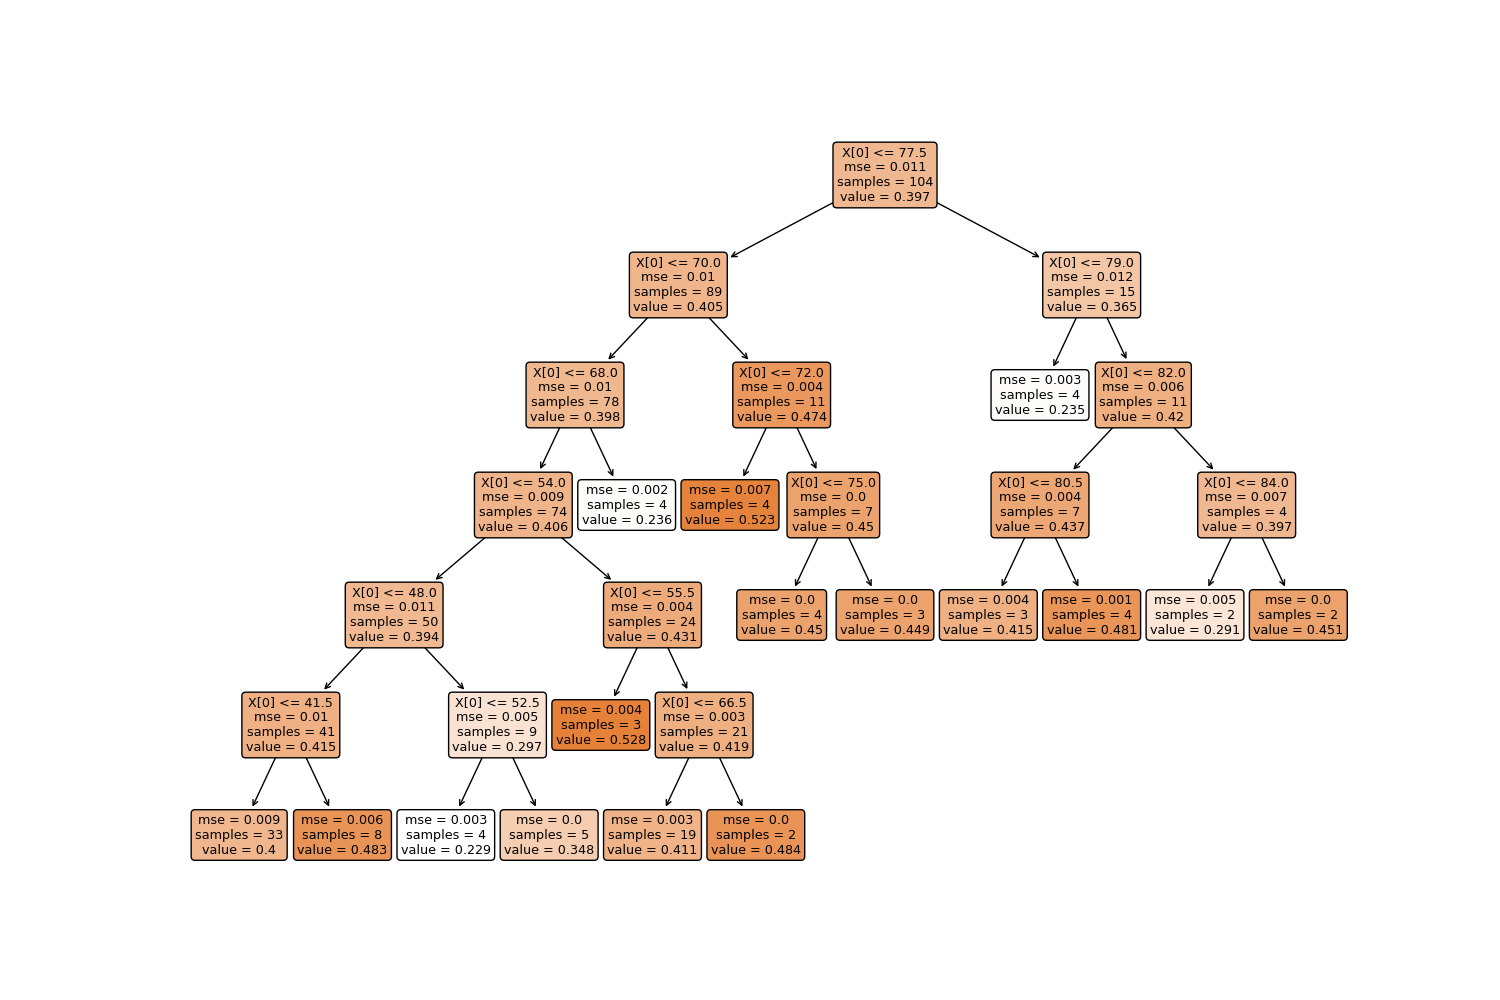 X[0] <= 77.5
mse = 0.011
samples = 104
value = 0.397
X[0] <= 70.0
mse = 0.01
samples = 89
value = 0.405
X[0] <= 79.0
mse = 0.012
samples = 15
value = 0.365
X[0] <= 68.0
mse = 0.01
samples = 78
value = 0.398
X[0] <= 72.0
mse = 0.004
samples = 11
value = 0.474
mse = 0.003
samples = 4
value = 0.235
X[0] <= 82.0
mse = 0.006
samples = 11
value = 0.42
X[0] <= 54.0
mse = 0.009
samples = 74
value = 0.406
mse = 0.002
samples = 4
value = 0.236
mse = 0.007
samples = 4
value = 0.523
X[0] <= 75.0
mse = 0.0
samples = 7
value = 0.45
X[0] <= 80.5
mse = 0.004
samples = 7
value = 0.437
X[0] <= 84.0
mse = 0.007
samples = 4
value = 0.397
X[0] <= 48.0
mse = 0.011
samples = 50
value = 0.394
X[0] <= 55.5
mse = 0.004
samples = 24
value = 0.431
mse = 0.0
samples = 4
value = 0.45
mse = 0.0
samples = 3
value = 0.449
mse = 0.004
samples = 3
value = 0.415
mse = 0.001
samples = 4
value = 0.481
mse = 0.005
samples = 2
value = 0.291
mse = 0.0
samples = 2
value = 0.451
X[0] <= 41.5
mse = 0.01
samples = 41
value = 0.415
X[0] <= 52.5
mse = 0.005
samples = 9
value = 0.297
mse = 0.004
samples = 3
value = 0.528
X[0] <= 66.5
mse = 0.003
samples = 21
value = 0.419
mse = 0.009
samples = 33
value = 0.4
mse = 0.006
samples = 8
value = 0.483
mse = 0.003
samples = 4
value = 0.229
mse = 0.0
samples = 5
value = 0.348
mse = 0.003
samples = 19
value = 0.411
mse = 0.0
samples = 2
value = 0.484